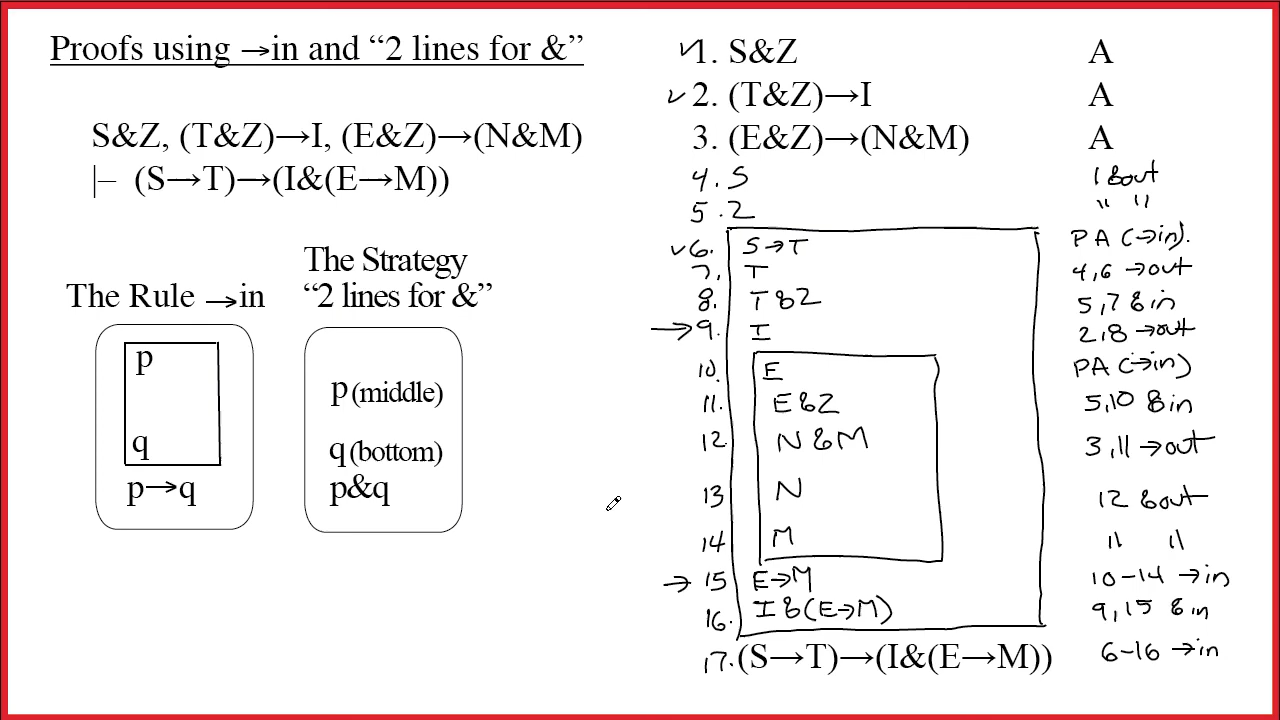 Proofs using →in and “2 lines for &”
S&Z, (T&Z)→I, (E&Z)→(N&M)
|– (S→T)→(I&(E→M))
The Rule →in
p
q
p→q
The Strategy
“2 lines for &”
p (middle)
q (bottom)
p&q
✓1. S&Z A
✓2. (T&Z)→I A
3. (E&Z)→(N&M) A
4. S 1 &out
5. Z " "
✓6. S→T PA (→in).
7. T 4,6 →out
8. T&Z 5,7 &in
→9. I 2,8 →out
10. E PA (→in)
11. E&Z 5,10 &in
12. N&M 3,11 →out
13 N 12 &out
14 M " "
→ 15 E→M 10-14 →in
16. I&(E→M) 9,15 &in
17. (S→T)→(I&(E→M)) 6-16 →in